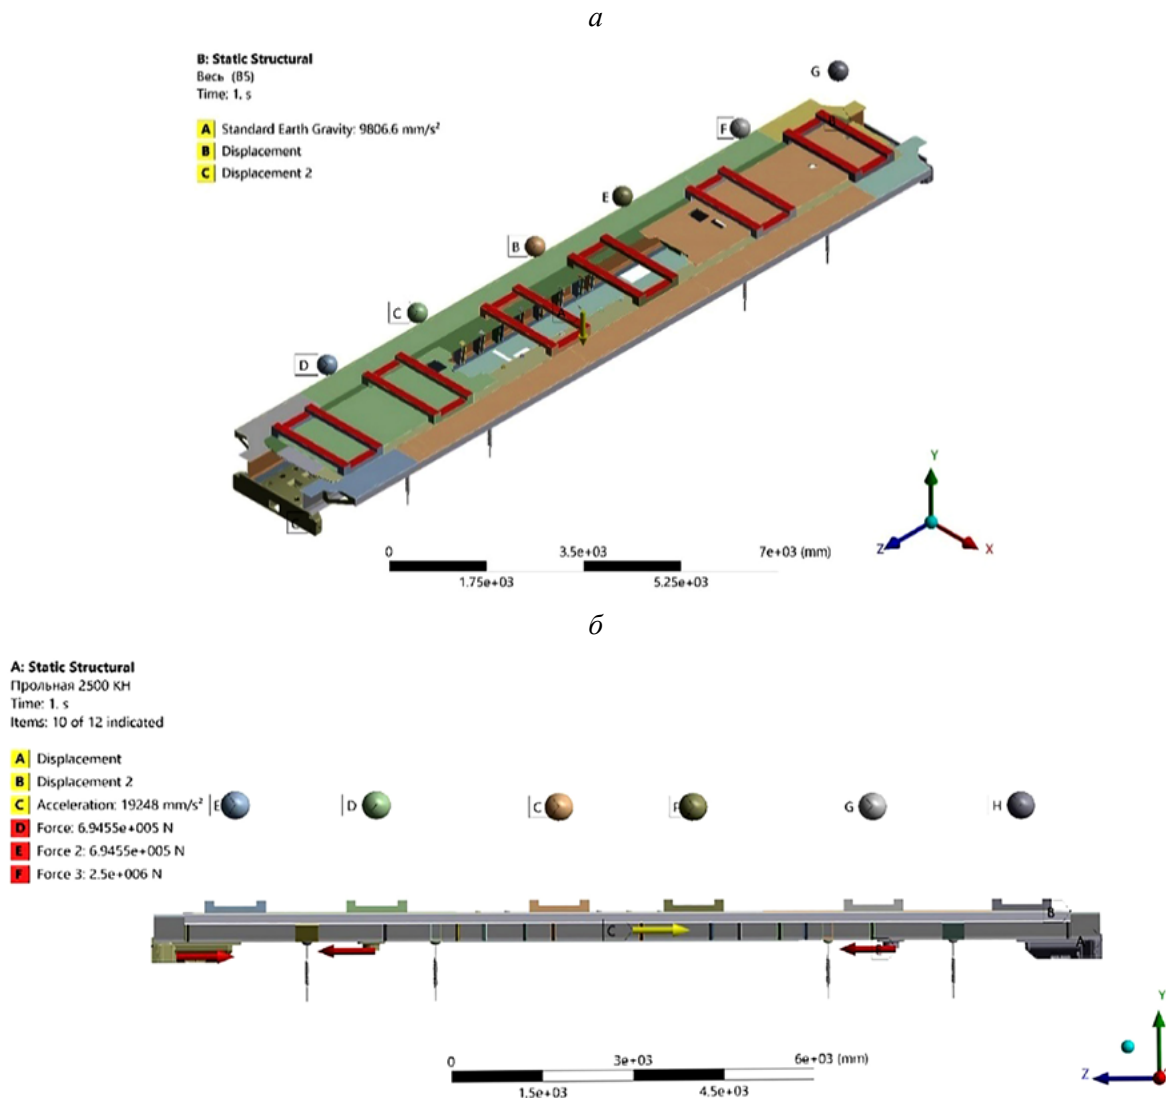 а
B: Static Structural
Весь (B5)
Time: 1, s
A Standard Earth Gravity: 9806.6 mm/s²
B Displacement
C Displacement 2
G
F
E
B
C
D
A
Y
Z
X
0
3.5e+03
7e+03 (mm)
1.75e+03
5.25e+03
б
A: Static Structural
Прольная 2500 КН
Time: 1. s
Items: 10 of 12 indicated
A Displacement
B Displacement 2
C Acceleration: 19248 mm/s²
D Force: 6.9455e+005 N
E Force 2: 6.9455e+005 N
F Force 3: 2.5e+006 N
E
D
C
G
H
B
C
A
Y
Z
0
3e+03
6e+03 (mm)
1.5e+03
4.5e+03